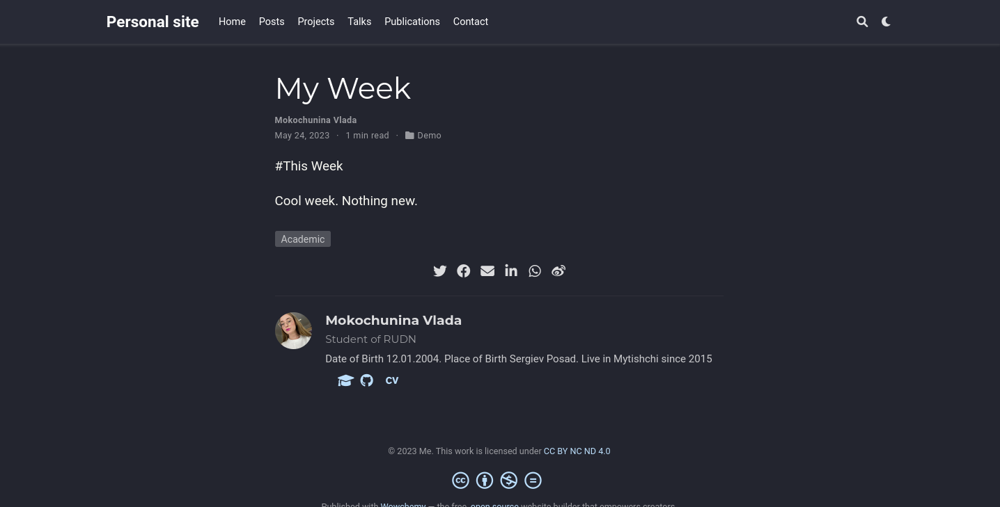 Personal site Home Posts Projects Talks Publications Contact
My Week
Mokochunina Vlada
May 24, 2023 · 1 min read · Demo
#This Week
Cool week. Nothing new.
Academic
Mokochunina Vlada
Student of RUDN
Date of Birth 12.01.2004. Place of Birth Sergiev Posad. Live in Mytishchi since 2015
CV
© 2023 Me. This work is licensed under CC BY NC ND 4.0
Published with Wowchemy — the free, open source website builder that empowers creators.